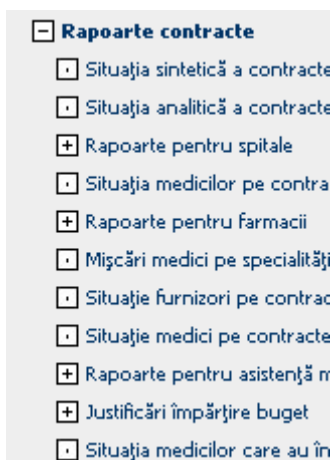 Rapoarte contracte
Situaţia sintetică a contracte
Situaţia analitică a contracte
Rapoarte pentru spitale
Situaţia medicilor pe contra
Rapoarte pentru farmacii
Mişcări medici pe specialităţi
Situaţie furnizori pe contrac
Situaţie medici pe contracte
Rapoarte pentru asistenţă m
Justificări împărţire buget
Situaţia medicilor care au în